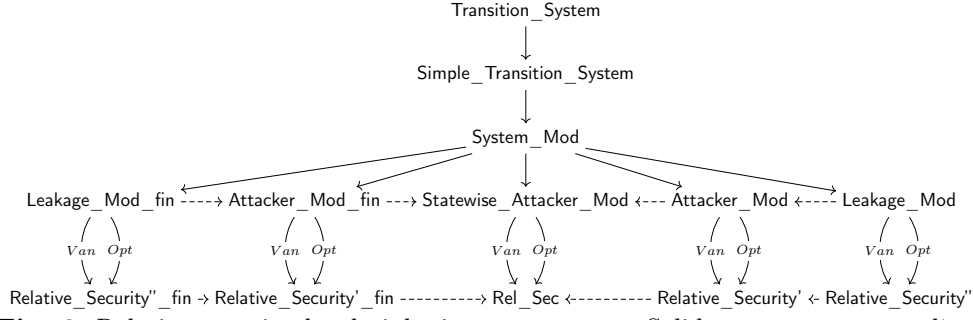 Transition_System
Simple_Transition_System
System_Mod
Leakage_Mod_fin Attacker_Mod_fin Statewise_Attacker_Mod Attacker_Mod Leakage_Mod
Van Opt Van Opt Van Opt Van Opt Van Opt
Relative_Security''_fin Relative_Security'_fin Rel_Sec Relative_Security' Relative_Security''